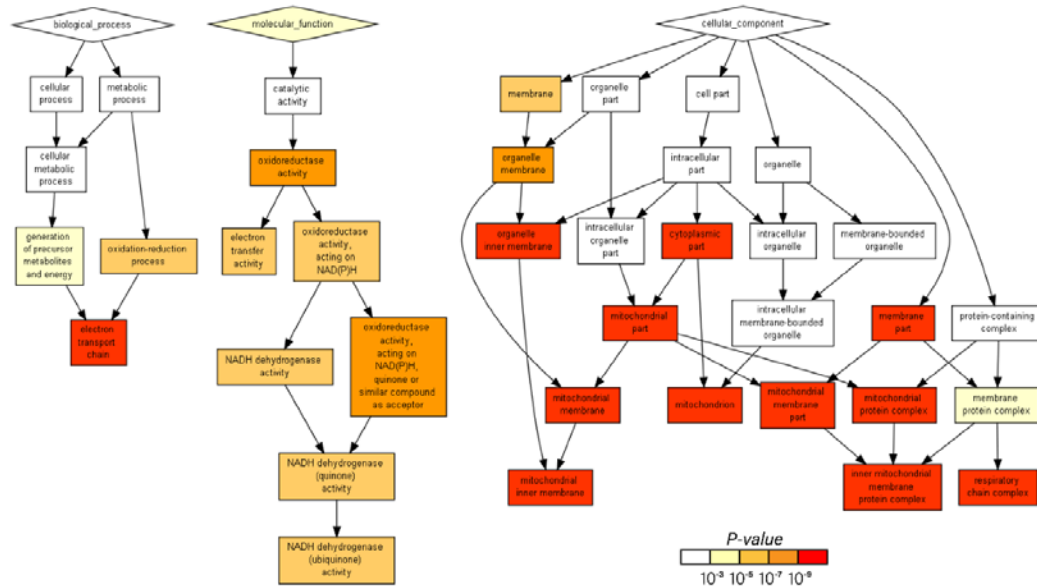 biological_process
cellular
process
metabolic
process
cellular
metabolic
process
generation
of precursor
metabolites
and energy
oxidation-reduction
process
electron
transport
chain
molecular_function
catalytic
activity
oxidoreductase
activity
electron
transfer
activity
oxidoreductase
activity,
acting on
NAD(P)H
NADH dehydrogenase
activity
oxidoreductase
activity,
acting on
NAD(P)H,
quinone or
similar compound
as acceptor
NADH dehydrogenase
(quinone)
activity
NADH dehydrogenase
(ubiquinone)
activity
cellular_component
membrane
organelle
part
cell part
organelle
membrane
intracellular
part
organelle
organelle
inner membrane
intracellular
organelle
part
cytoplasmic
part
intracellular
organelle
membrane-bounded
organelle
mitochondrial
part
intracellular
membrane-bounded
organelle
membrane
part
protein-containing
complex
mitochondrial
membrane
mitochondrion
mitochondrial
membrane
part
mitochondrial
protein complex
membrane
protein complex
mitochondrial
inner membrane
inner mitochondrial
membrane
protein complex
respiratory
chain complex
P-value
10⁻³ 10⁻⁵ 10⁻⁷ 10⁻⁹